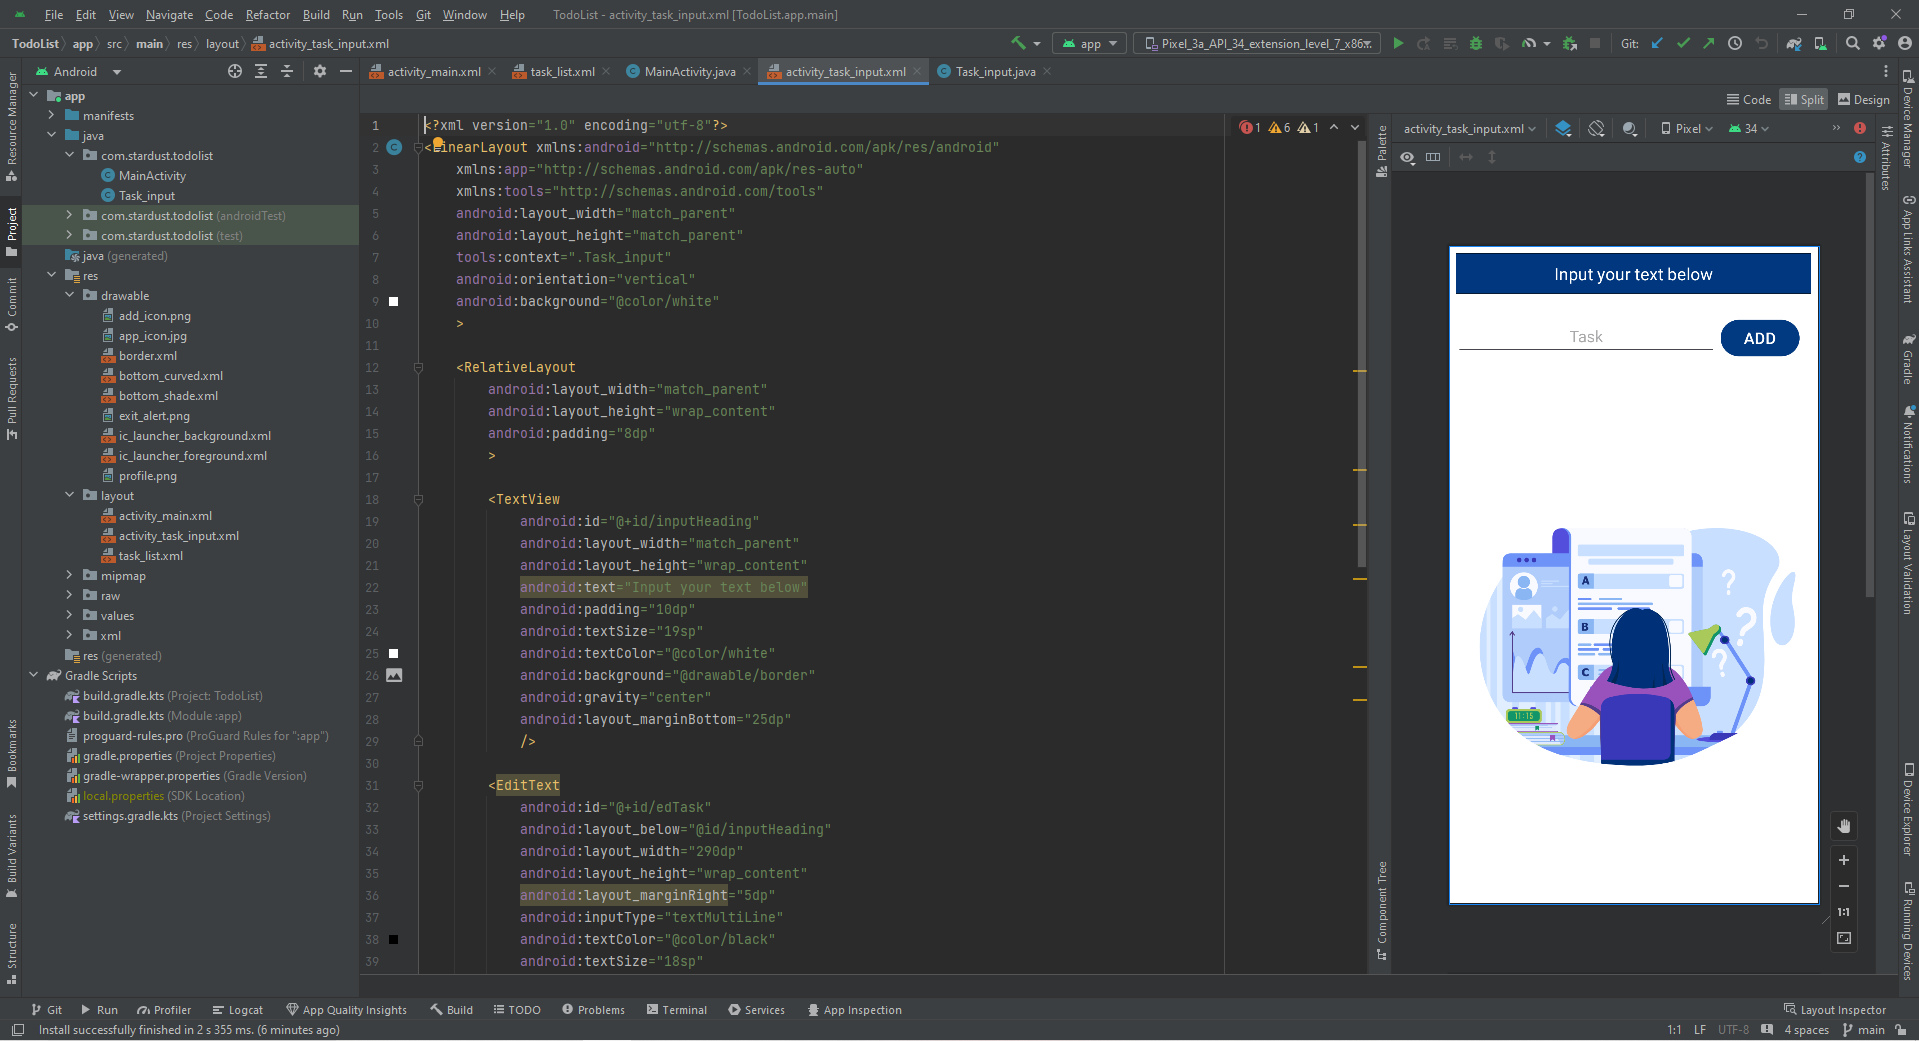 File Edit View Navigate Code Refactor Build Run Tools Git Window Help TodoList - activity_task_input.xml [TodoList.app.main]
TodoList app src main res layout activity_task_input.xml app Pixel_3a_API_34_extension_level_7_x86 Git:
Android
activity_main.xml task_list.xml MainActivity.java activity_task_input.xml Task_input.java
Code Split Design
Resource Manager
Project
Commit
Pull Requests
Bookmarks
Build Variants
Structure
app
manifests
java
com.stardust.todolist
MainActivity
Task_input
com.stardust.todolist (androidTest)
com.stardust.todolist (test)
java (generated)
res
drawable
add_icon.png
app_icon.jpg
border.xml
bottom_curved.xml
bottom_shade.xml
exit_alert.png
ic_launcher_background.xml
ic_launcher_foreground.xml
profile.png
layout
activity_main.xml
activity_task_input.xml
task_list.xml
mipmap
raw
values
xml
res (generated)
Gradle Scripts
build.gradle.kts (Project: TodoList)
build.gradle.kts (Module :app)
proguard-rules.pro (ProGuard Rules for ":app")
gradle.properties (Project Properties)
gradle-wrapper.properties (Gradle Version)
local.properties (SDK Location)
settings.gradle.kts (Project Settings)
1 <?xml version="1.0" encoding="utf-8"?>
2 <LinearLayout xmlns:android="http://schemas.android.com/apk/res/android"
3 xmlns:app="http://schemas.android.com/apk/res-auto"
4 xmlns:tools="http://schemas.android.com/tools"
5 android:layout_width="match_parent"
6 android:layout_height="match_parent"
7 tools:context=".Task_input"
8 android:orientation="vertical"
9 android:background="@color/white"
10 >
11
12 <RelativeLayout
13 android:layout_width="match_parent"
14 android:layout_height="wrap_content"
15 android:padding="8dp"
16 >
17
18 <TextView
19 android:id="@+id/inputHeading"
20 android:layout_width="match_parent"
21 android:layout_height="wrap_content"
22 android:text="Input your text below"
23 android:padding="10dp"
24 android:textSize="19sp"
25 android:textColor="@color/white"
26 android:background="@drawable/border"
27 android:gravity="center"
28 android:layout_marginBottom="25dp"
29 />
30
31 <EditText
32 android:id="@+id/edTask"
33 android:layout_below="@id/inputHeading"
34 android:layout_width="290dp"
35 android:layout_height="wrap_content"
36 android:layout_marginRight="5dp"
37 android:inputType="textMultiLine"
38 android:textColor="@color/black"
39 android:textSize="18sp"
1 6 1
Palette
Component Tree
activity_task_input.xml Pixel 34
Input your text below
Task ADD
A
B
C
11:15
1:1
Attributes
Device Manager
App Links Assistant
Gradle
Notifications
Layout Validation
Device Explorer
Running Devices
Git Run Profiler Logcat App Quality Insights Build TODO Problems Terminal Services App Inspection Layout Inspector
Install successfully finished in 2 s 355 ms. (6 minutes ago) 1:1 LF UTF-8 4 spaces main